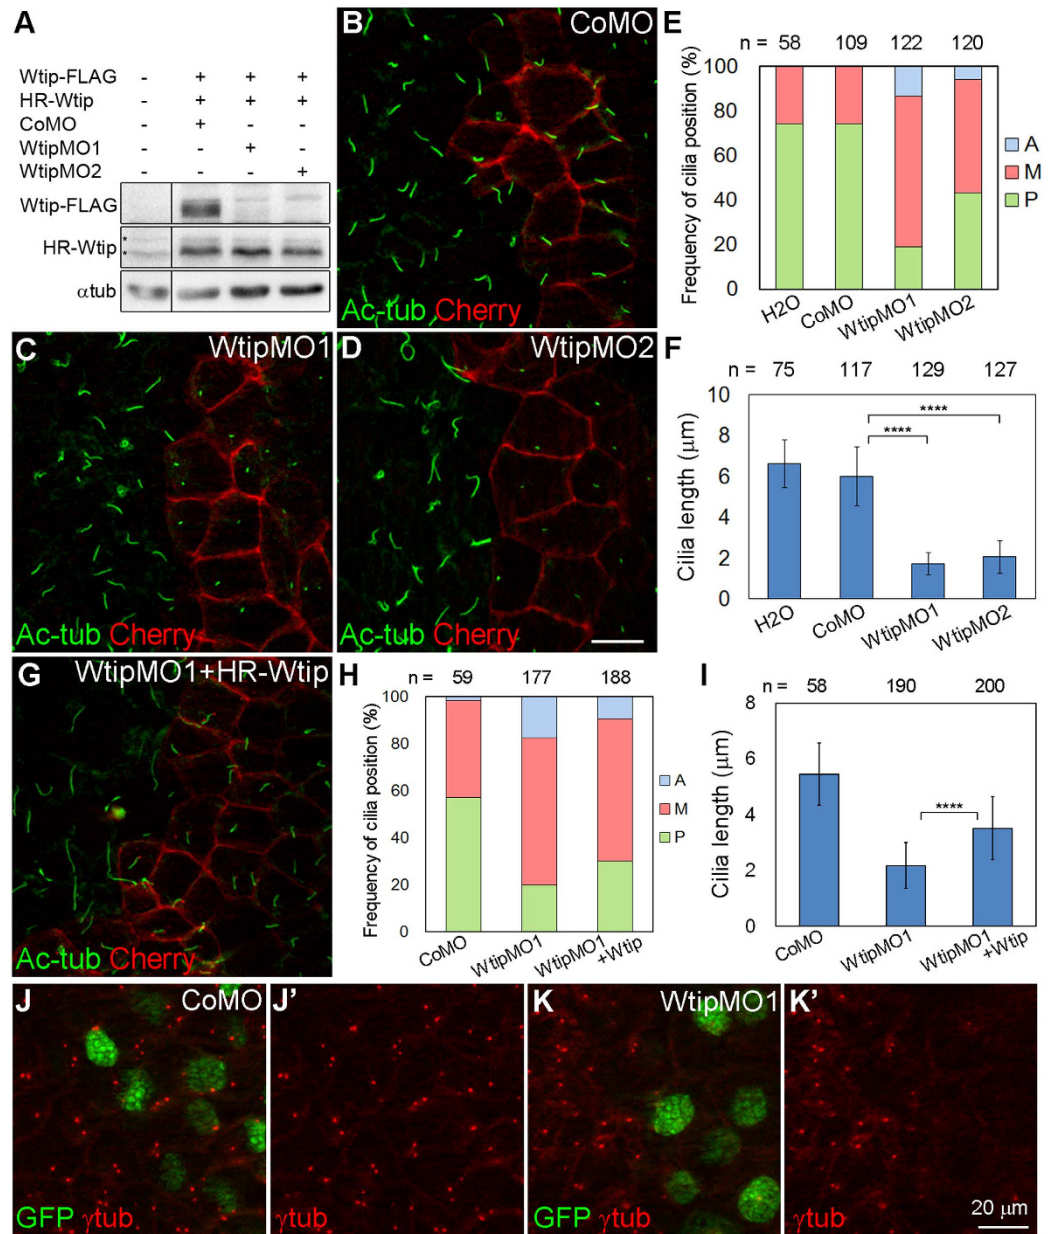 A
Wtip-FLAG - + + +
HR-Wtip - + + +
CoMO - + - -
WtipMO1 - - + -
WtipMO2 - - - +
Wtip-FLAG
HR-Wtip * *
αtub
B CoMO
Ac-tub Cherry
E n = 58 109 122 120
Frequency of cilia position (%)
100
80
60
40
20
0
H2O CoMO WtipMO1 WtipMO2
A
M
P
C WtipMO1
Ac-tub Cherry
D WtipMO2
Ac-tub Cherry
F n = 75 117 129 127
Cilia length (μm)
10
8
6
4
2
0
****
****
H2O CoMO WtipMO1 WtipMO2
G WtipMO1+HR-Wtip
Ac-tub Cherry
H n = 59 177 188
Frequency of cilia position (%)
100
80
60
40
20
0
CoMO WtipMO1 WtipMO1
+Wtip
A
M
P
I n = 58 190 200
Cilia length (μm)
8
6
4
2
0
****
CoMO WtipMO1 WtipMO1
+Wtip
J CoMO
GFP γtub
J’
γtub
K WtipMO1
GFP γtub
K’
γtub
20 μm